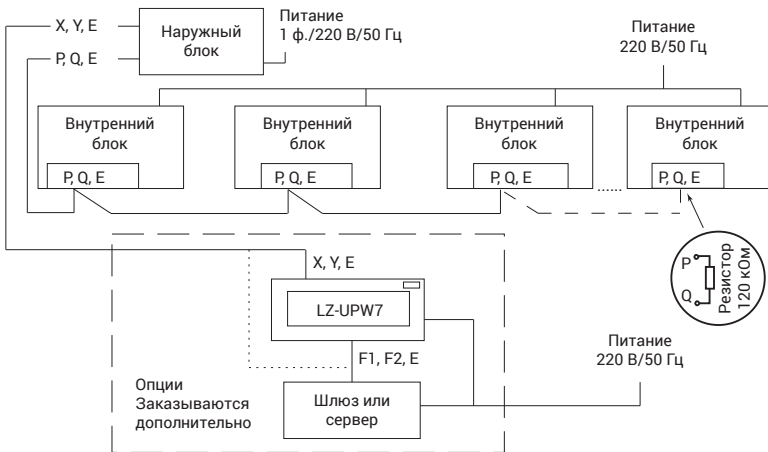 X, Y, E
P, Q, E
Наружный
блок
Питание
1 ф./220 В/50 Гц
Питание
220 В/50 Гц
Внутренний
блок
P, Q, E
Внутренний
блок
P, Q, E
Внутренний
блок
P, Q, E
Внутренний
блок
P, Q, E
P
Q
Резистор
120 кОм
X, Y, E
LZ-UPW7
F1, F2, E
Шлюз или
сервер
Опции
Заказываются
дополнительно
Питание
220 В/50 Гц